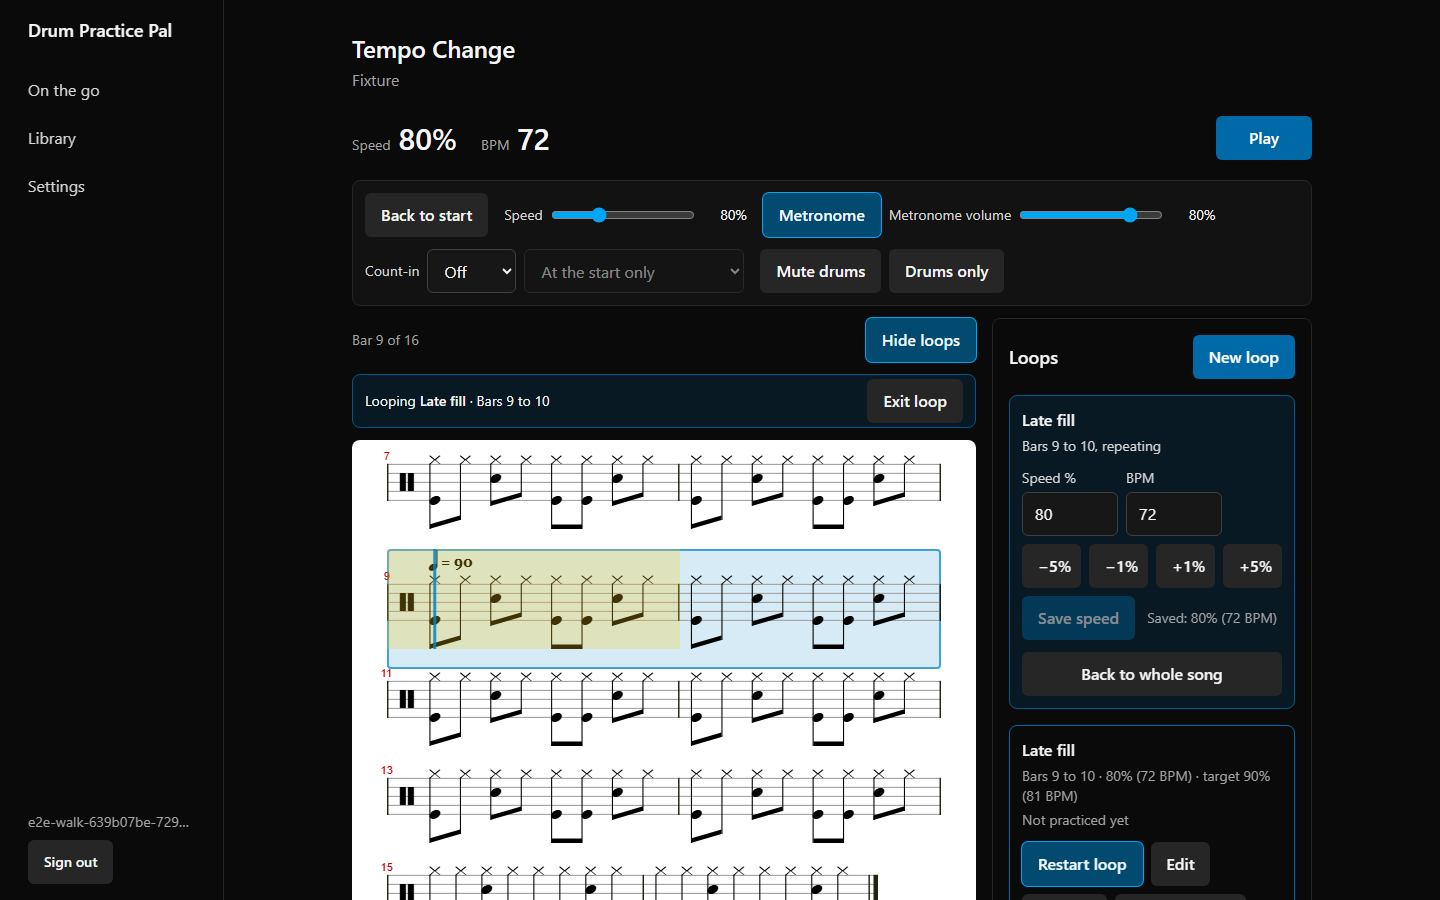 Drum Practice Pal
On the go
Library
Settings
e2e-walk-639b07be-729...
Sign out
Tempo Change
Fixture
Speed 80% BPM 72
Play
Back to start Speed 80% Metronome Metronome volume 80%
Count-in Off At the start only Mute drums Drums only
Bar 9 of 16
Hide loops
Looping Late fill · Bars 9 to 10
Exit loop
7
= 90
9
11
13
15
Loops
New loop
Late fill
Bars 9 to 10, repeating
Speed % BPM
80 72
−5% −1% +1% +5%
Save speed Saved: 80% (72 BPM)
Back to whole song
Late fill
Bars 9 to 10 · 80% (72 BPM) · target 90%
(81 BPM)
Not practiced yet
Restart loop Edit